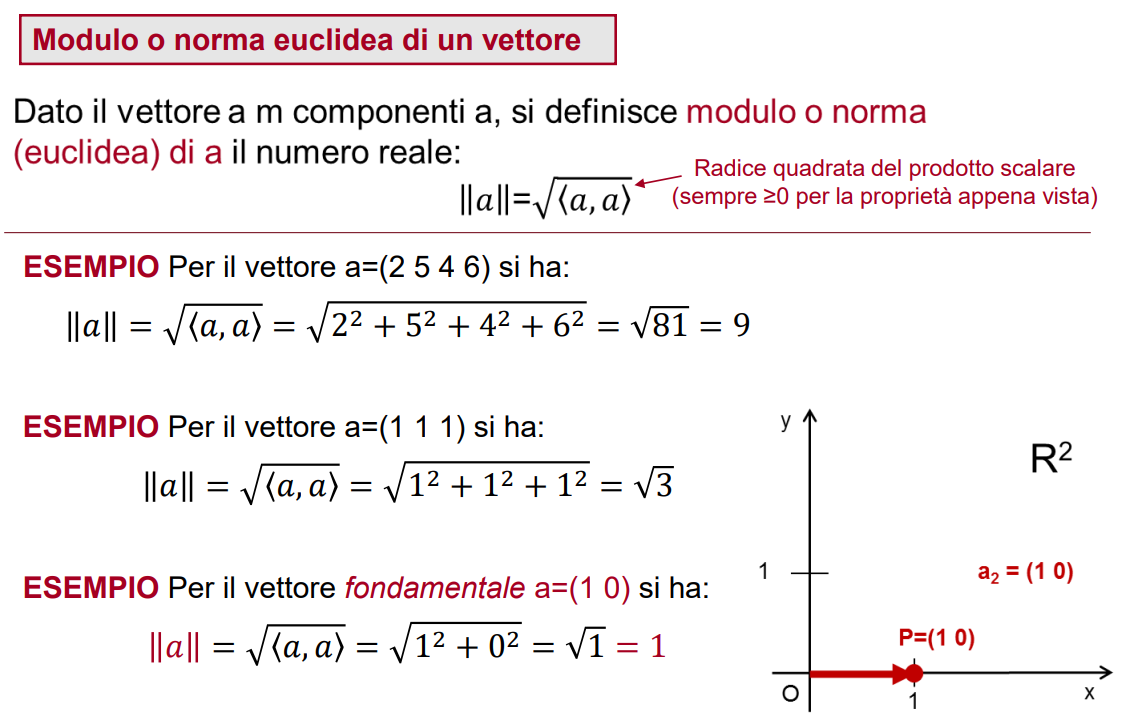 Modulo o norma euclidea di un vettore
Dato il vettore a m componenti a, si definisce modulo o norma
(euclidea) di a il numero reale:
‖a‖=√⟨a, a⟩
Radice quadrata del prodotto scalare
(sempre ≥0 per la proprietà appena vista)
ESEMPIO Per il vettore a=(2 5 4 6) si ha:
‖a‖ = √⟨a, a⟩ = √2² + 5² + 4² + 6² = √81 = 9
ESEMPIO Per il vettore a=(1 1 1) si ha:
‖a‖ = √⟨a, a⟩ = √1² + 1² + 1² = √3
ESEMPIO Per il vettore fondamentale a=(1 0) si ha:
‖a‖ = √⟨a, a⟩ = √1² + 0² = √1 = 1
y
R²
1
a₂ = (1 0)
P=(1 0)
O
1
x